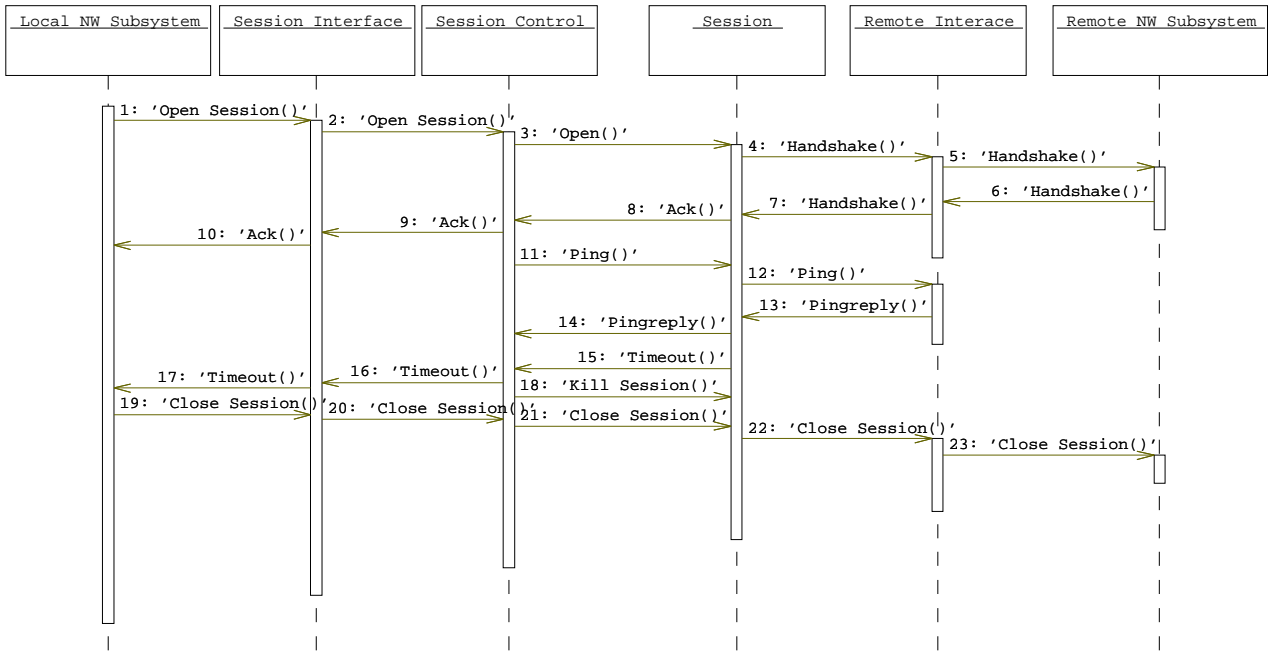 Local NW Subsystem
Session Interface
Session Control
Session
Remote Interace
Remote NW Subsystem
1: 'Open Session()'
2: 'Open Session()'
3: 'Open()'
4: 'Handshake()'
5: 'Handshake()'
6: 'Handshake()'
7: 'Handshake()'
8: 'Ack()'
9: 'Ack()'
10: 'Ack()'
11: 'Ping()'
12: 'Ping()'
13: 'Pingreply()'
14: 'Pingreply()'
15: 'Timeout()'
16: 'Timeout()'
17: 'Timeout()'
18: 'Kill Session()'
19: 'Close Session()'
20: 'Close Session()'
21: 'Close Session()'
22: 'Close Session()'
23: 'Close Session()'